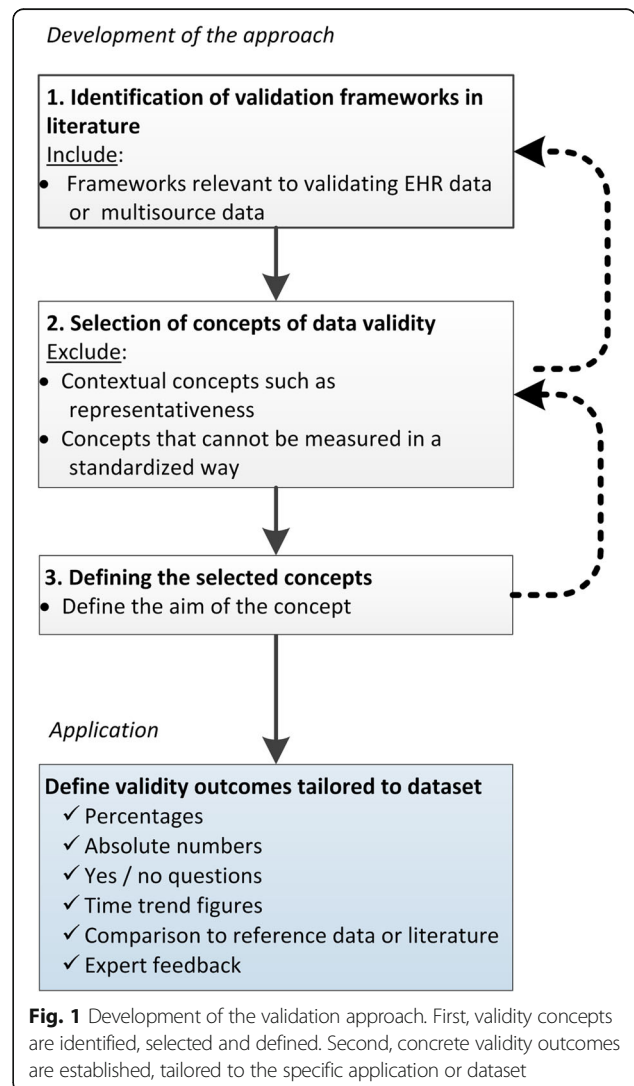 Development of the approach
1. Identification of validation frameworks in
literature
Include:
• Frameworks relevant to validating EHR data
or multisource data
2. Selection of concepts of data validity
Exclude:
• Contextual concepts such as
representativeness
• Concepts that cannot be measured in a
standardized way
3. Defining the selected concepts
• Define the aim of the concept
Application
Define validity outcomes tailored to dataset
✓ Percentages
✓ Absolute numbers
✓ Yes / no questions
✓ Time trend figures
✓ Comparison to reference data or literature
✓ Expert feedback
Fig. 1 Development of the validation approach. First, validity concepts
are identified, selected and defined. Second, concrete validity outcomes
are established, tailored to the specific application or dataset